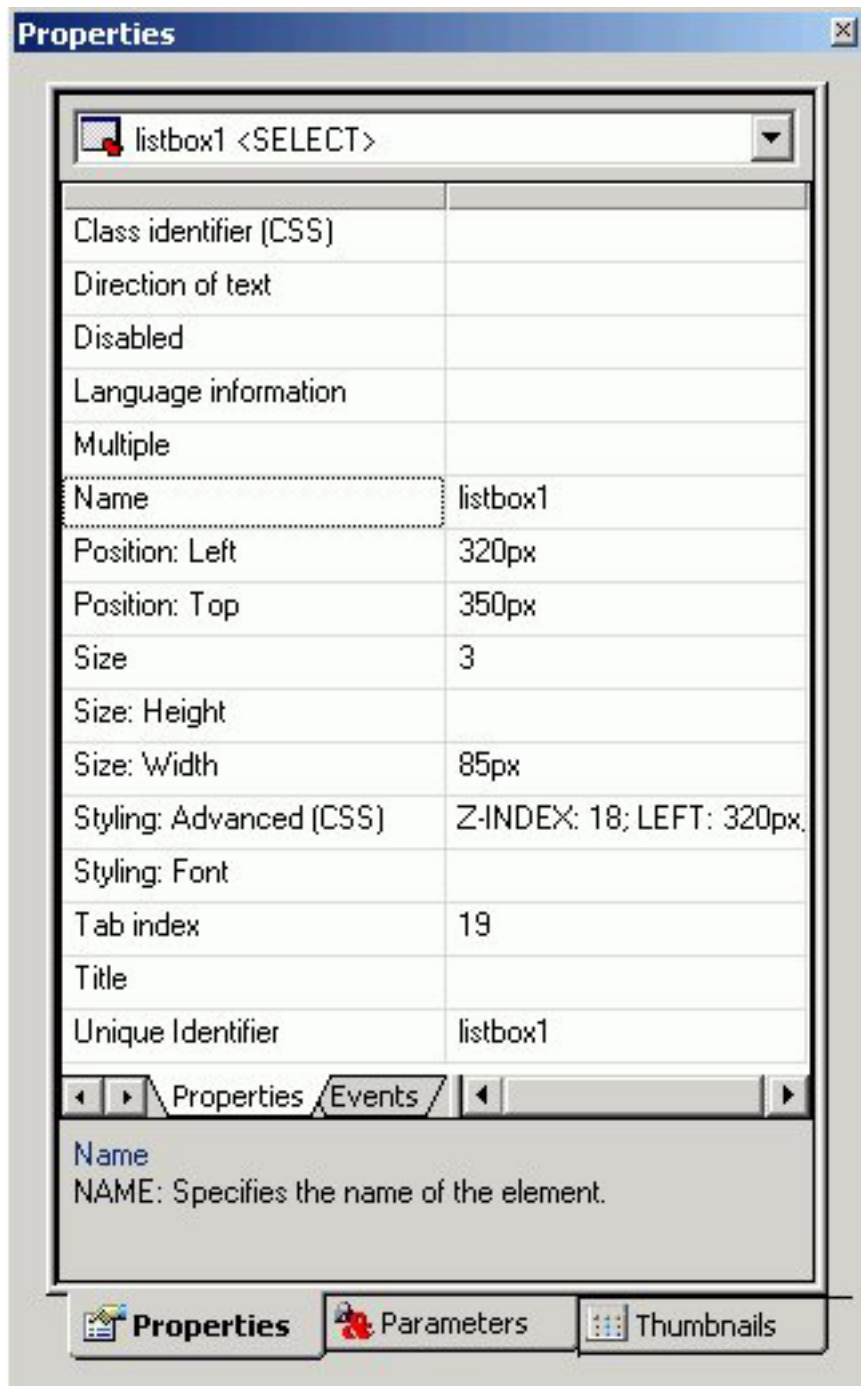 Properties
listbox1 <SELECT>
Class identifier (CSS)
Direction of text
Disabled
Language information
Multiple
Name listbox1
Position: Left 320px
Position: Top 350px
Size 3
Size: Height
Size: Width 85px
Styling: Advanced (CSS) Z-INDEX: 18; LEFT: 320px,
Styling: Font
Tab index 19
Title
Unique Identifier listbox1
Properties Events
Name
NAME: Specifies the name of the element.
Properties Parameters Thumbnails